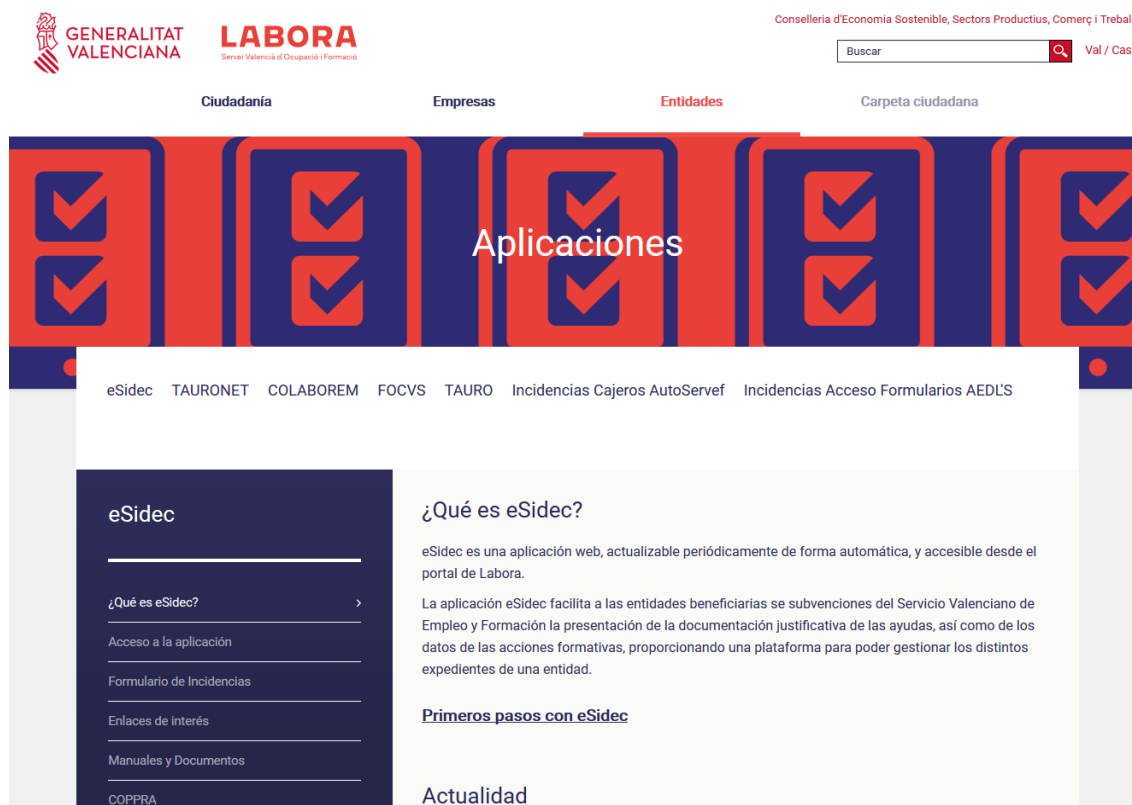 Conselleria d'Economia Sostenible, Sectors Productius, Comerç i Trebal
GENERALITAT
VALENCIANA
LABORA
Servei Valencià d'Ocupació i Formació
Buscar
Val / Cas
Ciudadanía
Empresas
Entidades
Carpeta ciudadana
Aplicaciones
eSidec TAURONET COLABOREM FOCVS TAURO Incidencias Cajeros AutoServef Incidencias Acceso Formularios AEDL'S
eSidec
¿Qué es eSidec?
Acceso a la aplicación
Formulario de Incidencias
Enlaces de interés
Manuales y Documentos
COPPRA
¿Qué es eSidec?
eSidec es una aplicación web, actualizable periódicamente de forma automática, y accesible desde el
portal de Labora.
La aplicación eSidec facilita a las entidades beneficiarias se subvenciones del Servicio Valenciano de
Empleo y Formación la presentación de la documentación justificativa de las ayudas, así como de los
datos de las acciones formativas, proporcionando una plataforma para poder gestionar los distintos
expedientes de una entidad.
Primeros pasos con eSidec
Actualidad